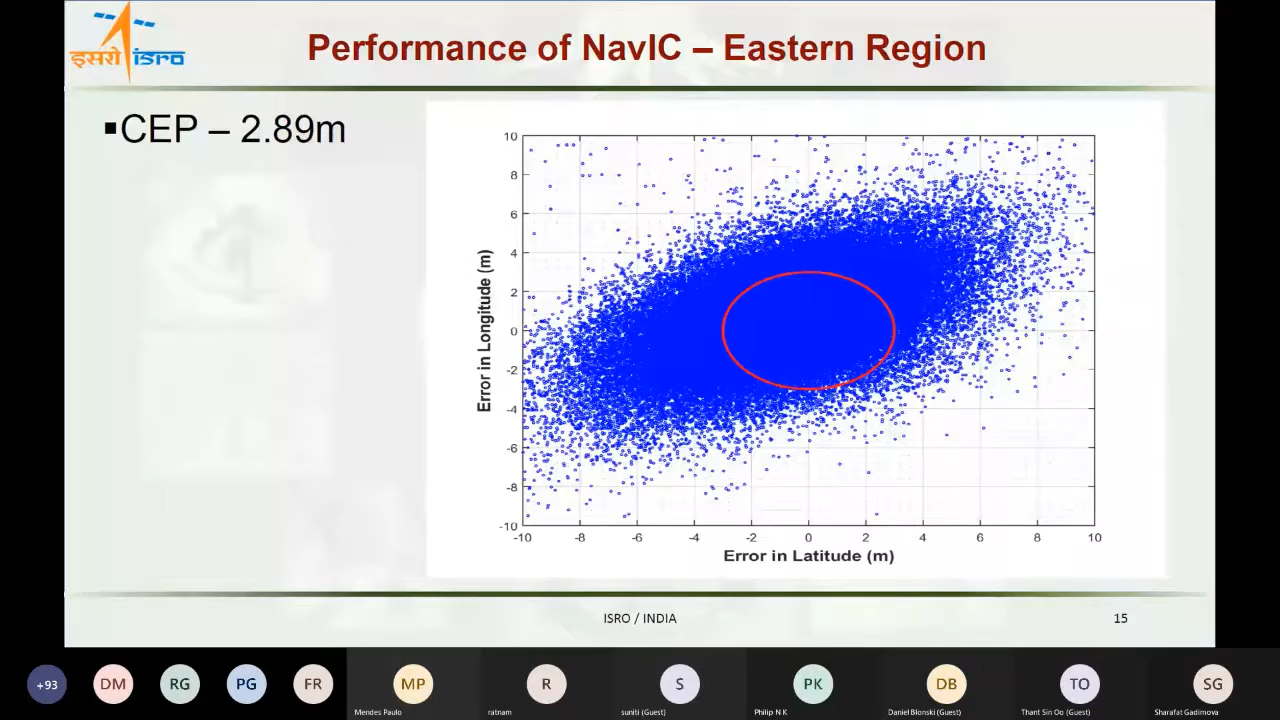 इसरो isro
Performance of NavIC – Eastern Region
▪CEP – 2.89m
10
8
6
4
2
0
-2
-4
-6
-8
-10
Error in Longitude (m)
-10 -8 -6 -4 -2 0 2 4 6 8 10
Error in Latitude (m)
ISRO / INDIA 15
+93 DM RG PG FR MP R S PK DB TO SG
Mendes Paulo ratnam suniti (Guest) Philip N K Daniel Blonski (Guest) Thant Sin Oo (Guest) Sharafat Gadimova